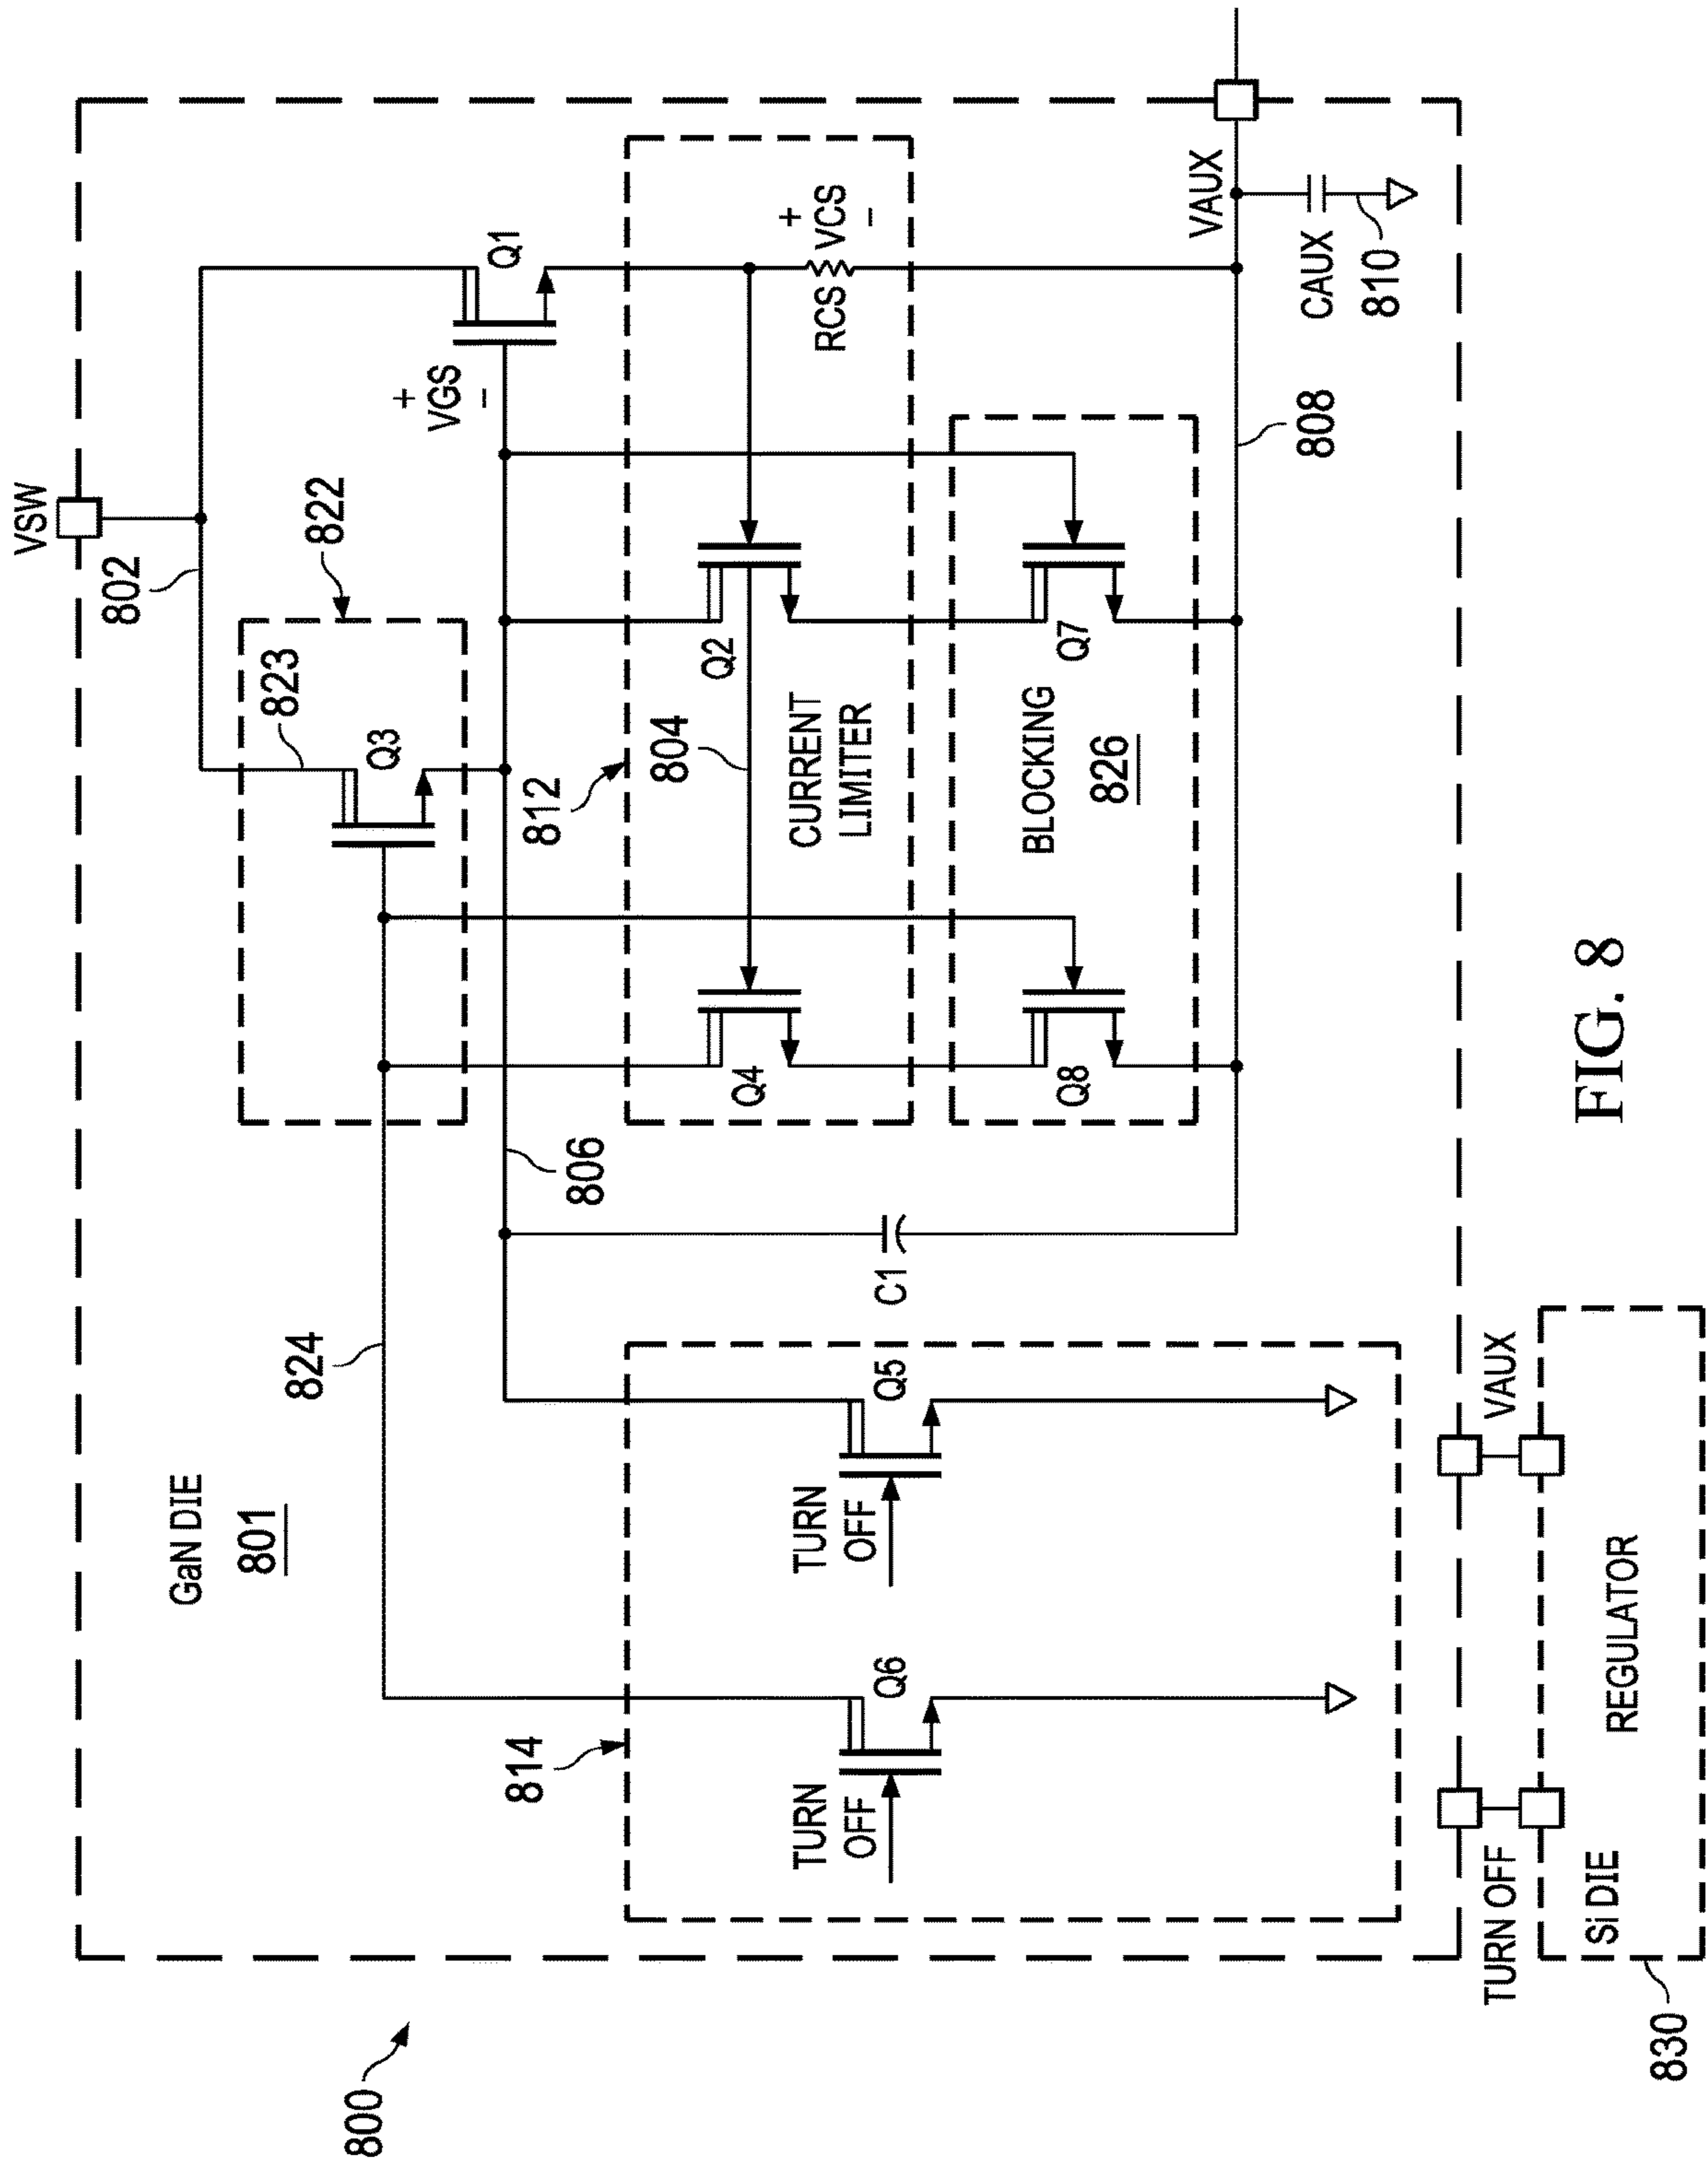 800
GaN DIE
801
VSW
802
822
823
Q3
824
+
VGS
–
Q1
806
812
Q2
804
CURRENT
LIMITER
Q4
+
VCS
–
RCS
BLOCKING
826
Q7
Q8
C1
814
TURN
OFF
Q6
TURN
OFF
Q5
VAUX
808
CAUX
810
TURN OFF
VAUX
Si DIE
REGULATOR
830
FIG. 8